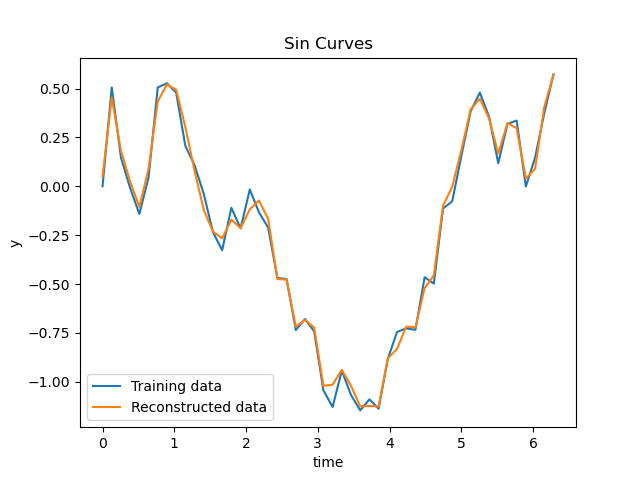 Sin Curves
0.50
0.25
0.00
−0.25
−0.50
−0.75
−1.00
y
Training data
Reconstructed data
0 1 2 3 4 5 6
time